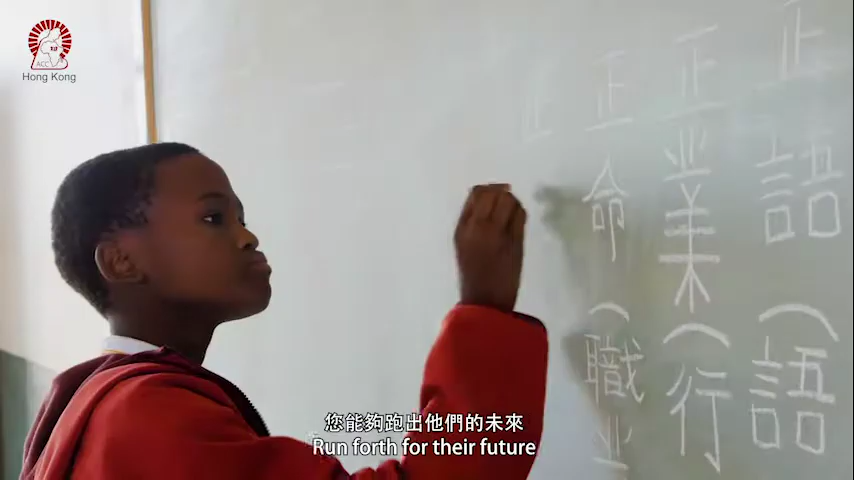 ACC
Hong Kong
正語（語
正業（行
正命（職
正
您能夠跑出他們的未來
Run forth for their future